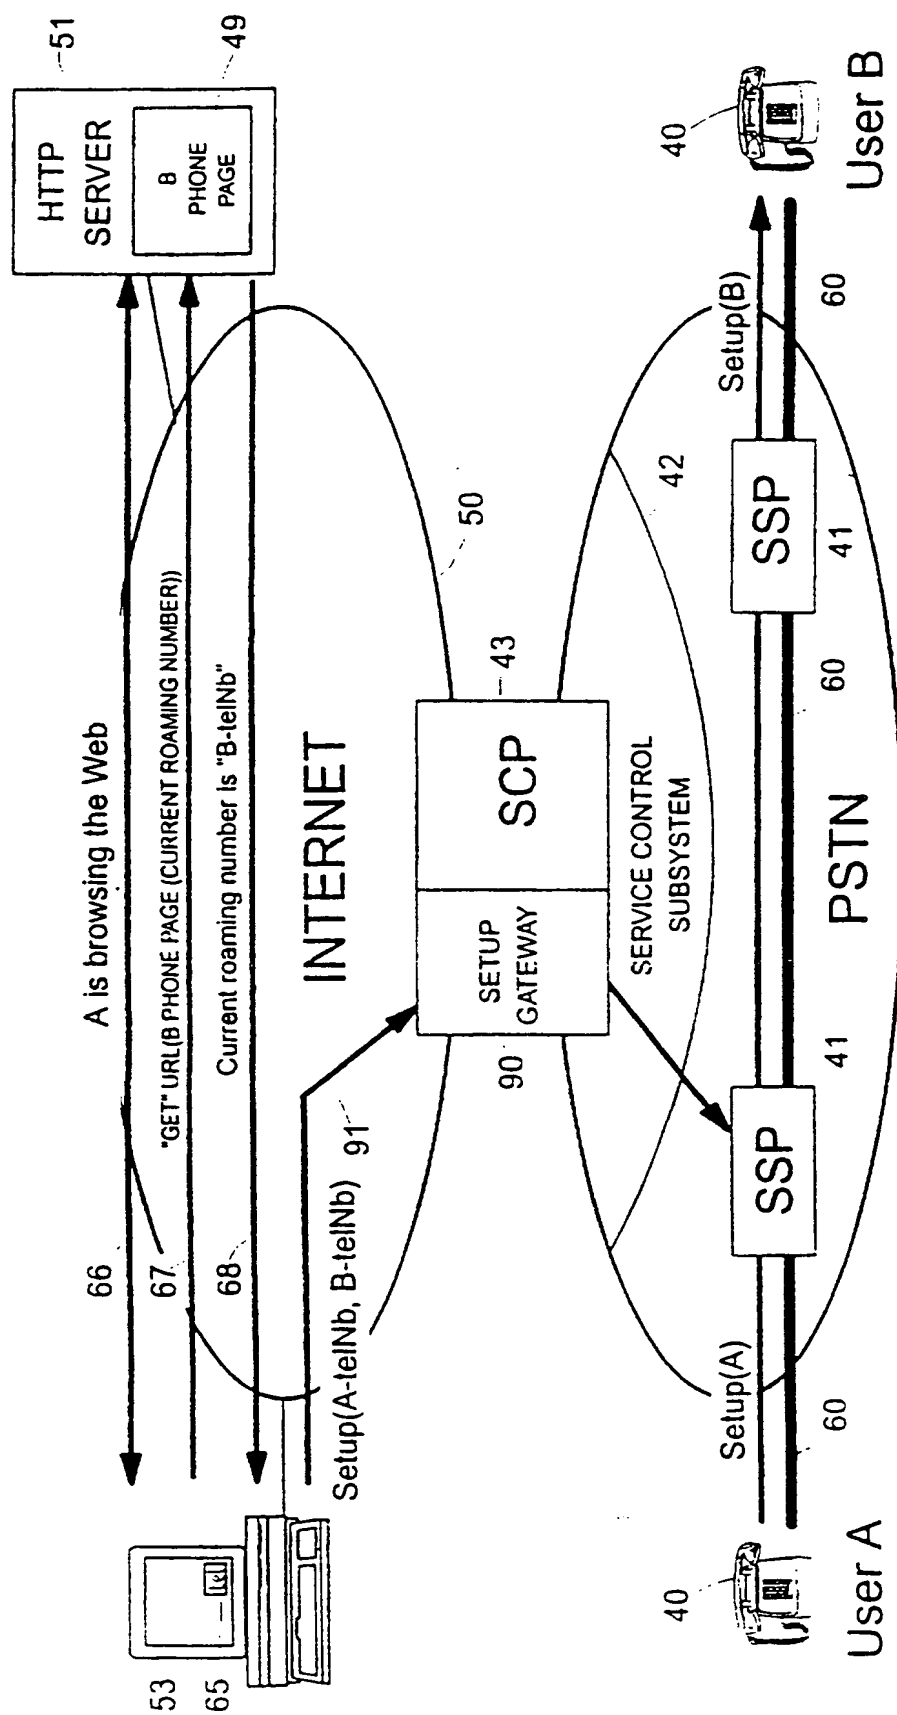 51
HTTP
SERVER
49
B
PHONE
PAGE
A is browsing the Web
66
"GET" URL(B PHONE PAGE (CURRENT ROAMING NUMBER))
67
Current roaming number is "B-telNb"
68
53
65
tel
INTERNET
50
Setup(A-telNb, B-telNb)
91
90
SETUP
GATEWAY
SCP
43
SERVICE CONTROL
SUBSYSTEM
42
40
User A
Setup(A)
60
SSP
41
60
PSTN
SSP
41
Setup(B)
60
40
User B